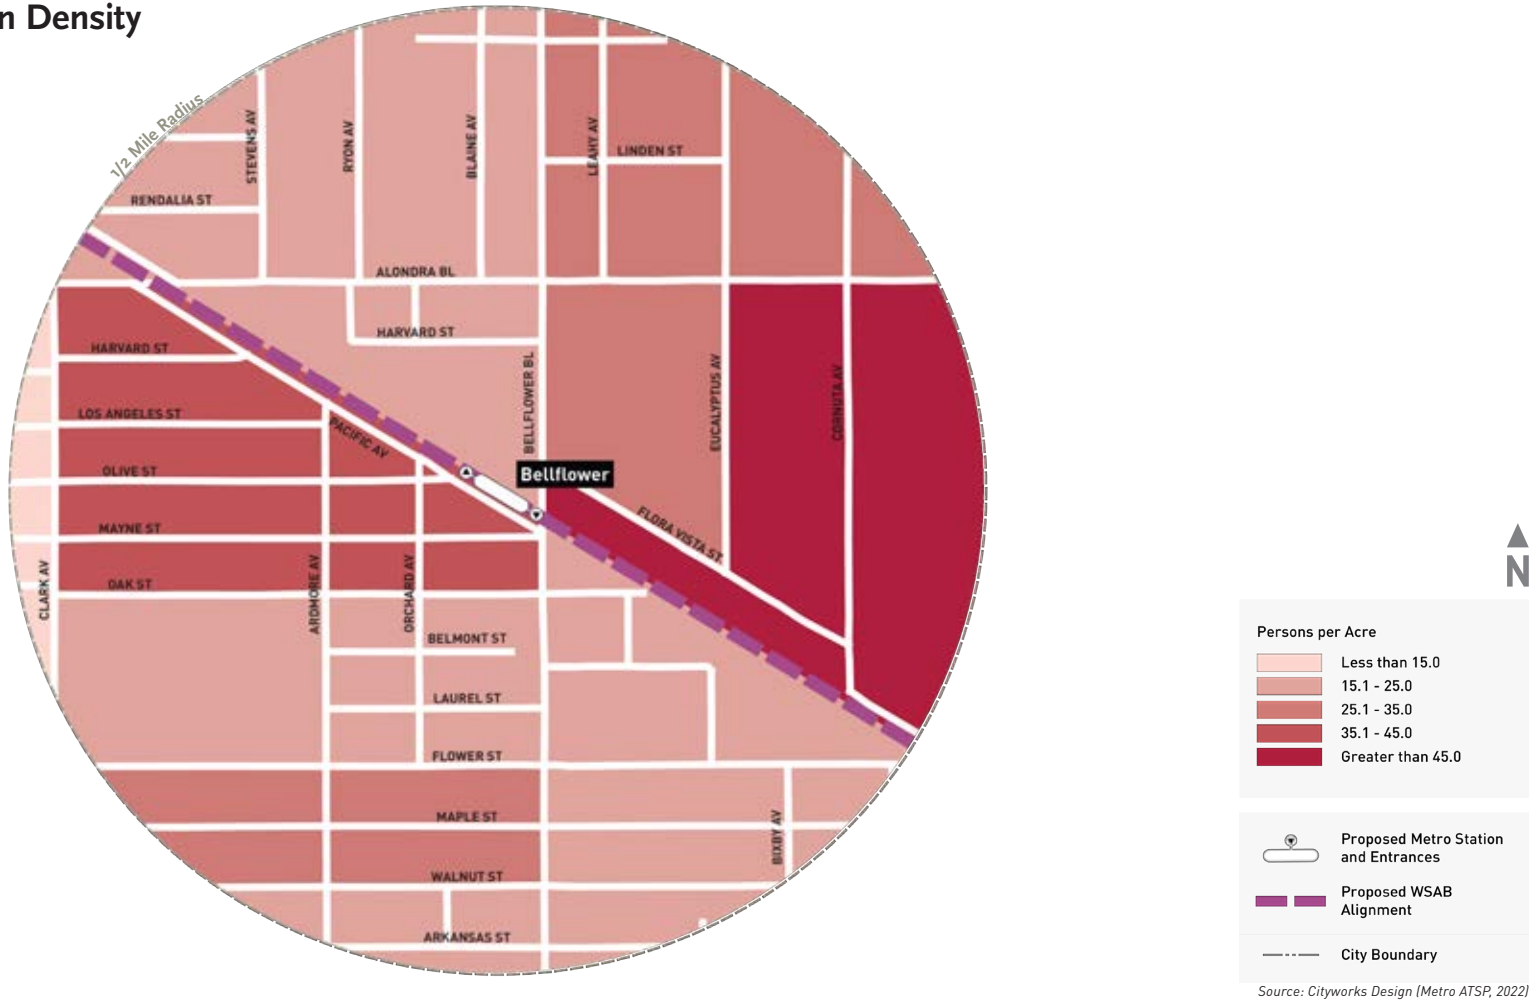 n Density
1/2 Mile Radius
STEVENS AV
RYON AV
BLAINE AV
LEAHY AV
LINDEN ST
RENDALIA ST
ALONDRA BL
HARVARD ST
HARVARD ST
BELLFLOWER BL
EUCALYPTUS AV
CORNUTA AV
LOS ANGELES ST
PACIFIC AV
OLIVE ST
Bellflower
MAYNE ST
FLORA VISTA ST
CLARK AV
OAK ST
ARDMORE AV
ORCHARD AV
BELMONT ST
LAUREL ST
FLOWER ST
MAPLE ST
BIXBY AV
WALNUT ST
ARKANSAS ST
N
Persons per Acre
Less than 15.0
15.1 - 25.0
25.1 - 35.0
35.1 - 45.0
Greater than 45.0
Proposed Metro Station
and Entrances
Proposed WSAB
Alignment
City Boundary
Source: Cityworks Design (Metro ATSP, 2022)